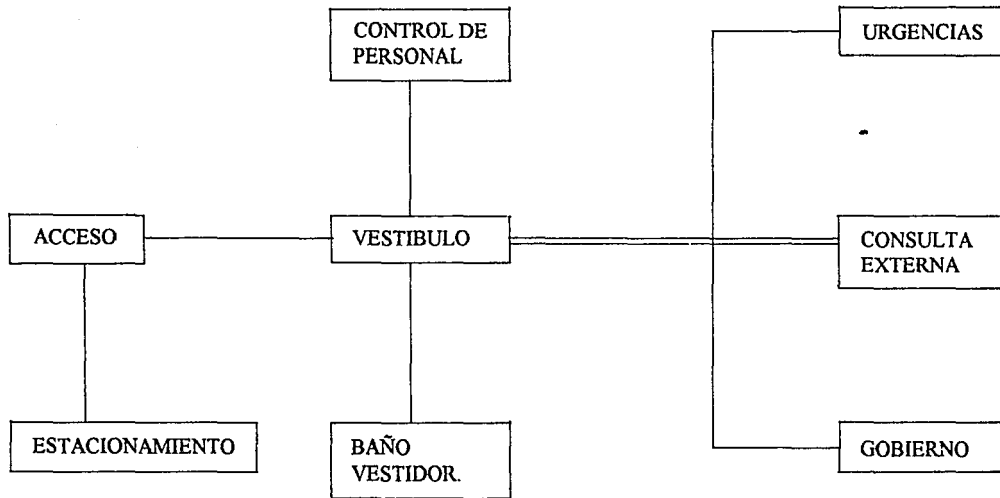 CONTROL DE
PERSONAL
URGENCIAS
ACCESO
VESTIBULO
CONSULTA
EXTERNA
ESTACIONAMIENTO
BAÑO
VESTIDOR.
GOBIERNO